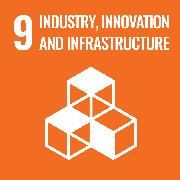 9 INDUSTRY, INNOVATION
AND INFRASTRUCTURE